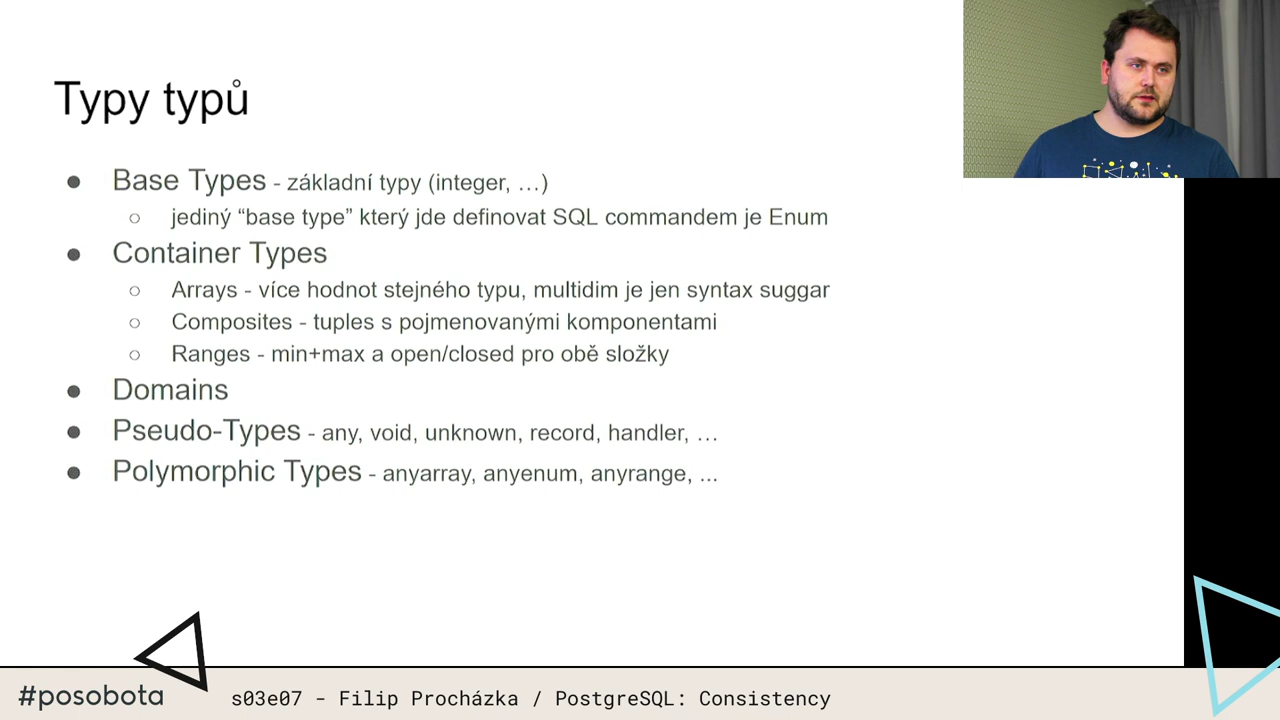 Typy typů
● Base Types - základní typy (integer, …)
○ jediný “base type” který jde definovat SQL commandem je Enum
● Container Types
○ Arrays - více hodnot stejného typu, multidim je jen syntax suggar
○ Composites - tuples s pojmenovanými komponentami
○ Ranges - min+max a open/closed pro obě složky
● Domains
● Pseudo-Types - any, void, unknown, record, handler, …
● Polymorphic Types - anyarray, anyenum, anyrange, ...
#posobota
s03e07 - Filip Procházka / PostgreSQL: Consistency